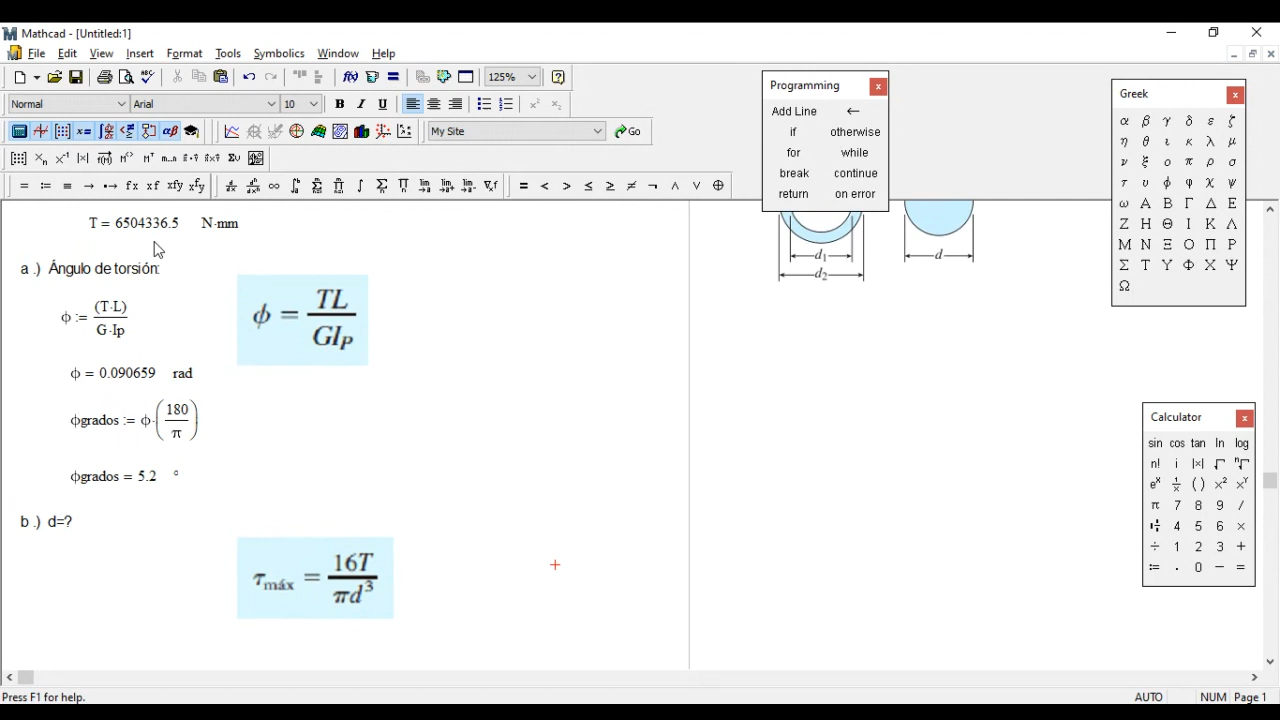 Mathcad - [Untitled:1]
File Edit View Insert Format Tools Symbolics Window Help
125%
Normal Arial 10 B I U
My Site Go
Programming
Add Line ←
if otherwise
for while
break continue
return on error
Greek
α β γ δ ε ζ
η θ ι κ λ μ
ν ξ ο π ρ σ
τ υ ϕ φ χ ψ
ω Α Β Γ Δ Ε
Ζ Η Θ Ι Κ Λ
Μ Ν Ξ Ο Π Ρ
Σ Τ Υ Φ Χ Ψ
Ω
T = 6504336.5 N·mm
a .) Ángulo de torsión:
ϕ := (T·L)
G·Ip
ϕ = TL
GIP
ϕ = 0.090659 rad
ϕgrados := ϕ·(180
π)
ϕgrados = 5.2 °
b .) d=?
τmáx = 16T
πd³
d₁
d₂
d
Calculator
sin cos tan ln log
n! i |×| √ ⁿ√
eˣ 1/x ( ) x² xʸ
π 7 8 9 /
4 5 6 ×
÷ 1 2 3 +
:= . 0 − =
Press F1 for help.
AUTO NUM Page 1